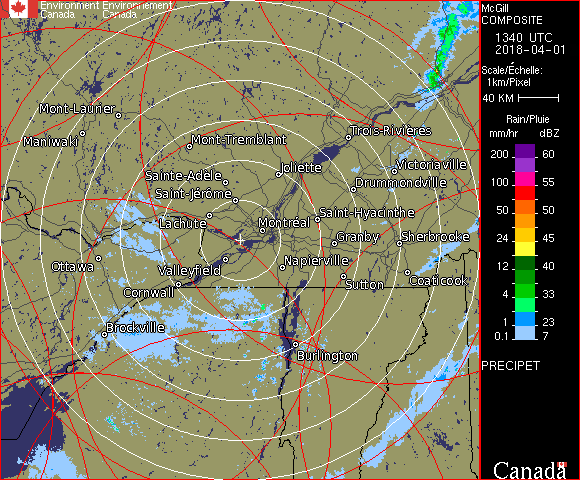 Environment Environnement
Canada Canada
McGill
COMPOSITE
1340 UTC
2018-04-01
Scale/Échelle:
1km/Pixel
40 KM
Rain/Pluie
mm/hr dBZ
200 60
100 55
100 55
50 50
24 45
12 40
4 33
1 23
0.1 7
PRECIPET
Canada
Mont-Laurier
Maniwaki
Mont-Tremblant
Trois-Rivières
Sainte-Adèle
Joliette
Victoriaville
Saint-Jérôme
Drummondville
Lachute
Montréal
Saint-Hyacinthe
Ottawa
Granby
Sherbrooke
Valleyfield
Napierville
Cornwall
Sutton
Coaticook
Brockville
Burlington